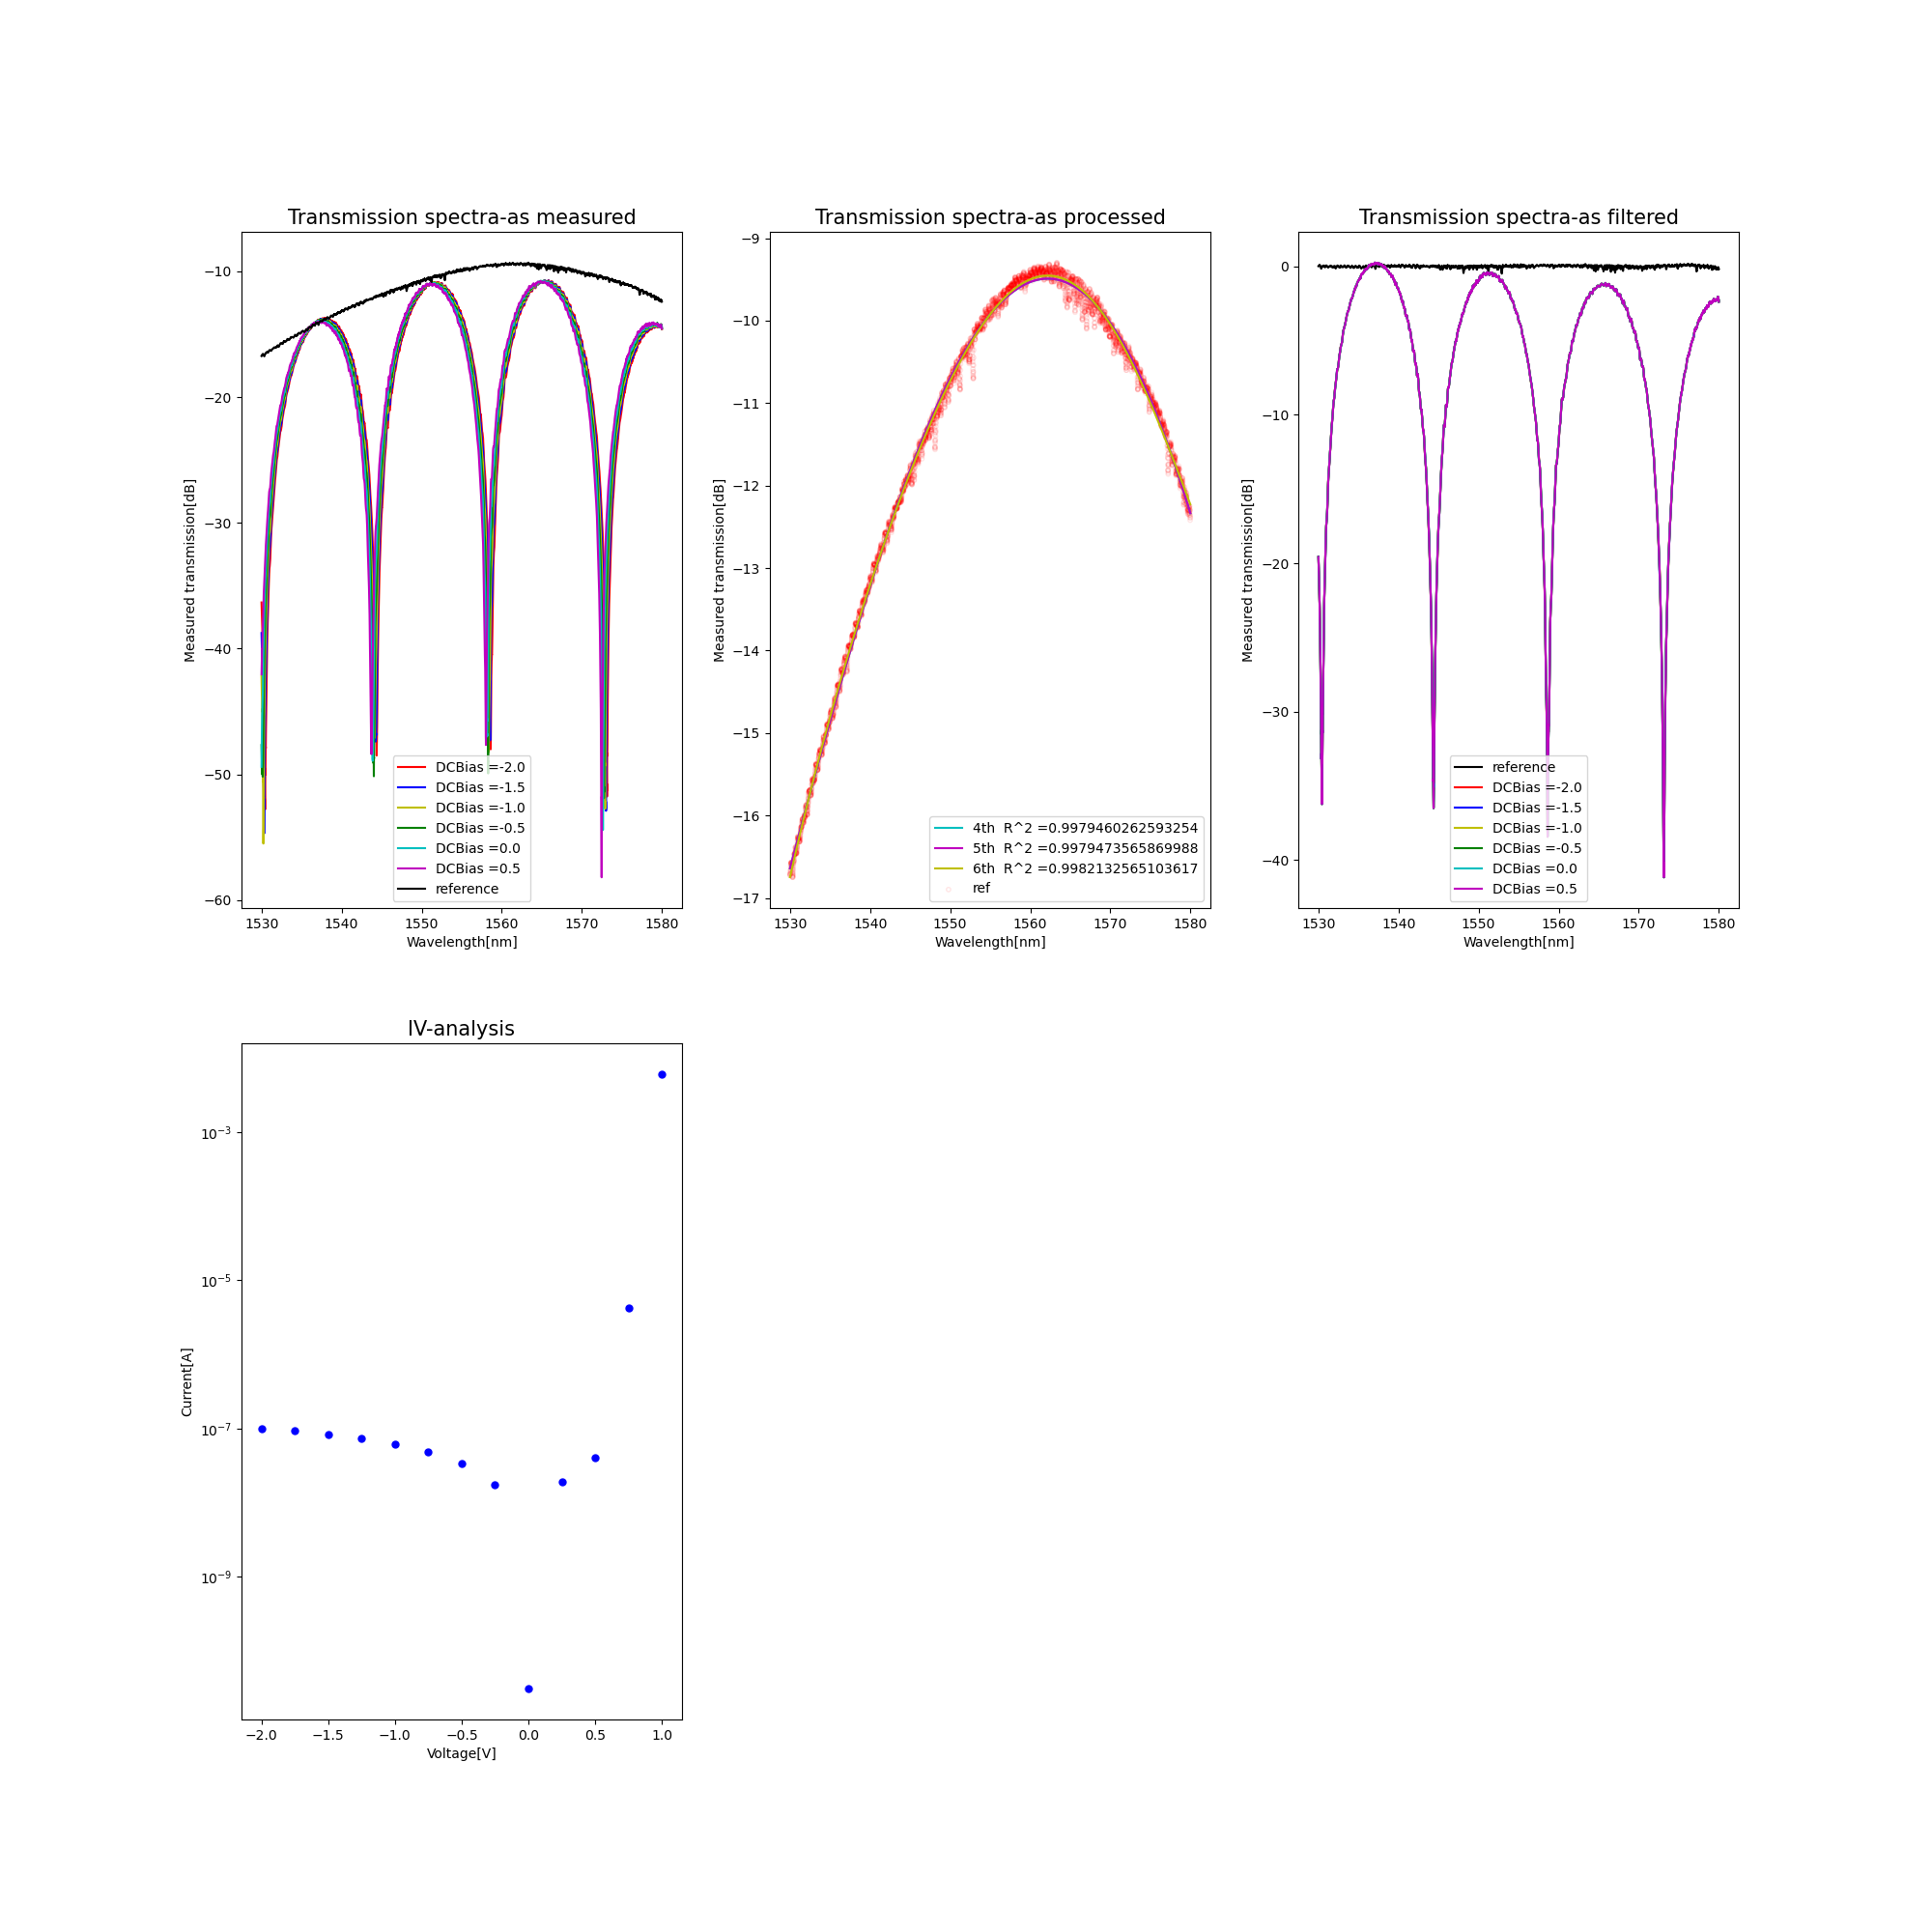 Transmission spectra-as measured
Measured transmission[dB]
−10
−20
−30
−40
−50
−60
DCBias =-2.0
DCBias =-1.5
DCBias =-1.0
DCBias =-0.5
DCBias =0.0
DCBias =0.5
reference
1530 1540 1550 1560 1570 1580
Wavelength[nm]
Transmission spectra-as processed
Measured transmission[dB]
−9
−10
−11
−12
−13
−14
−15
−16
−17
4th R^2 =0.9979460262593254
5th R^2 =0.9979473565869988
6th R^2 =0.9982132565103617
ref
1530 1540 1550 1560 1570 1580
Wavelength[nm]
Transmission spectra-as filtered
Measured transmission[dB]
0
−10
−20
−30
−40
reference
DCBias =-2.0
DCBias =-1.5
DCBias =-1.0
DCBias =-0.5
DCBias =0.0
DCBias =0.5
1530 1540 1550 1560 1570 1580
Wavelength[nm]
IV-analysis
Current[A]
10⁻³
10⁻⁵
10⁻⁷
10⁻⁹
−2.0 −1.5 −1.0 −0.5 0.0 0.5 1.0
Voltage[V]